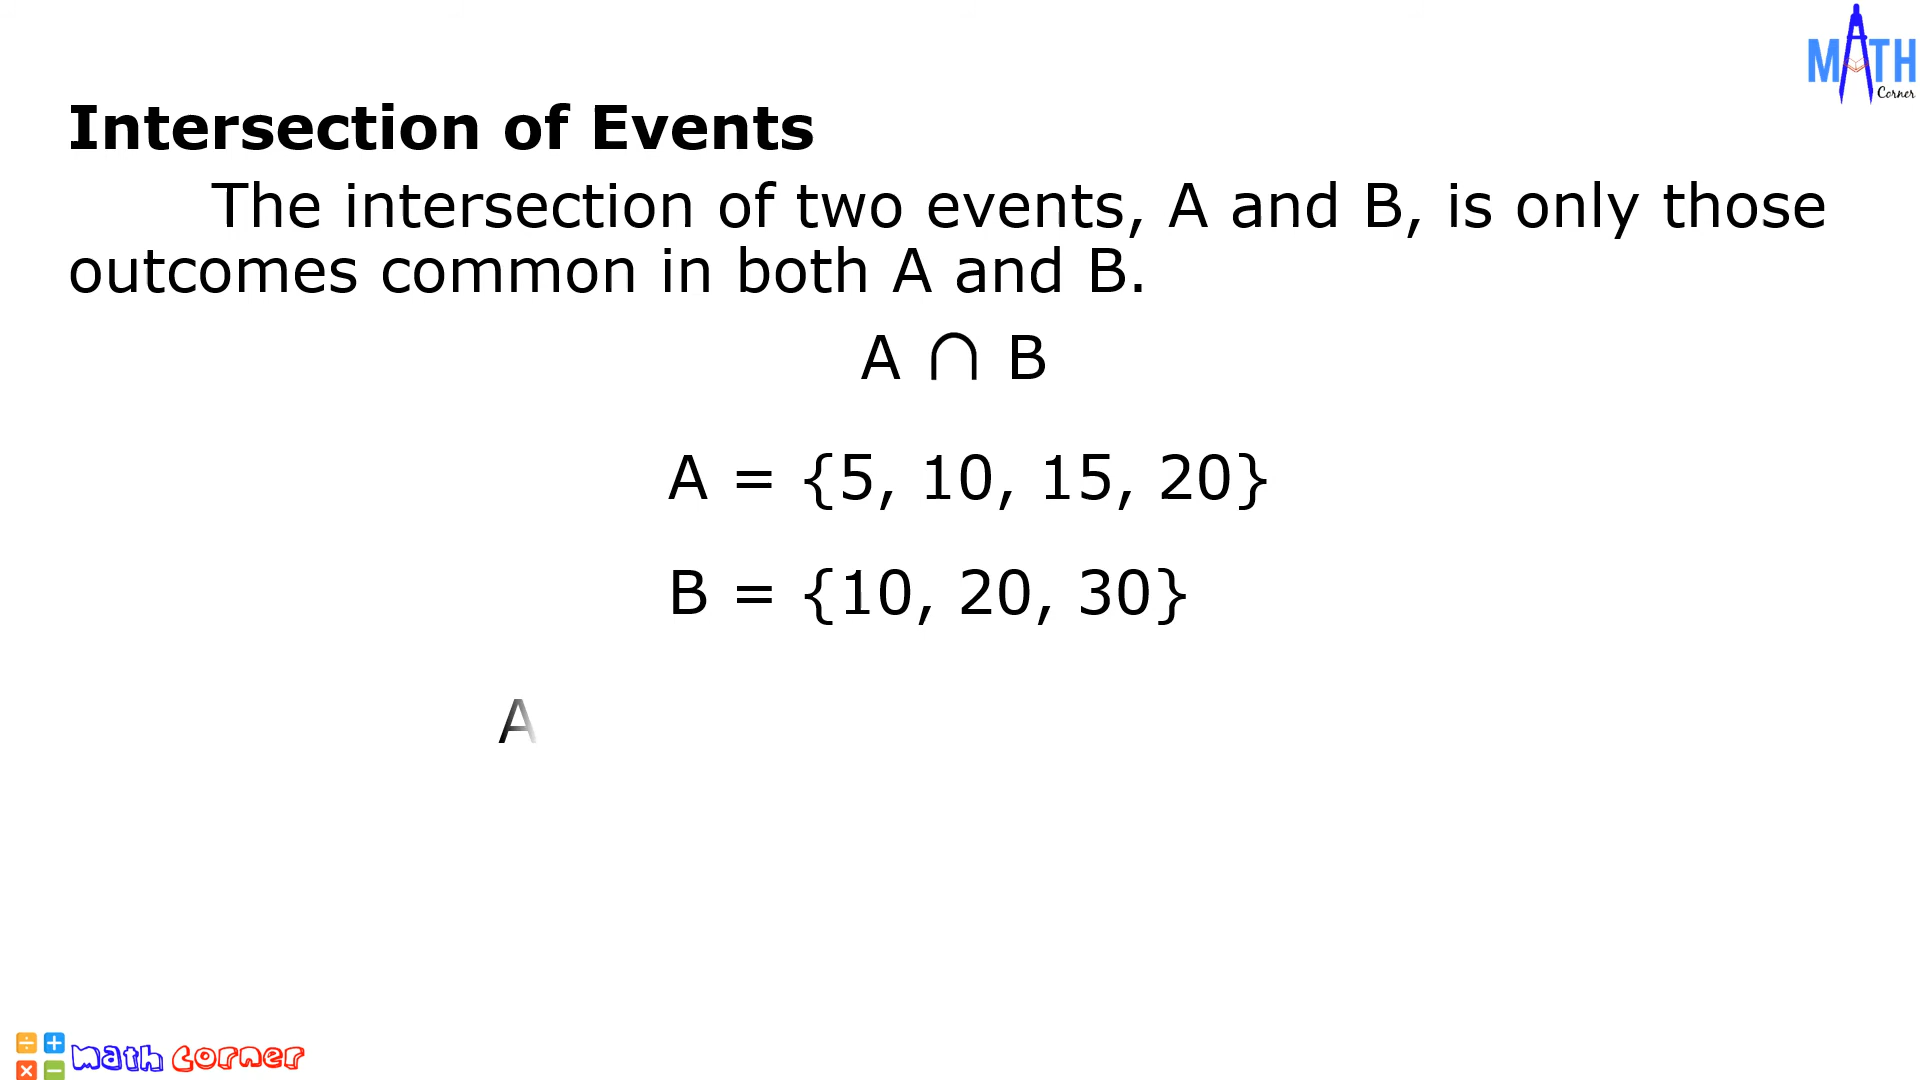 MATH
Corner
Intersection of Events
The intersection of two events, A and B, is only those
outcomes common in both A and B.
A ∩ B
A = {5, 10, 15, 20}
B = {10, 20, 30}
A
÷ +
× −
math corner